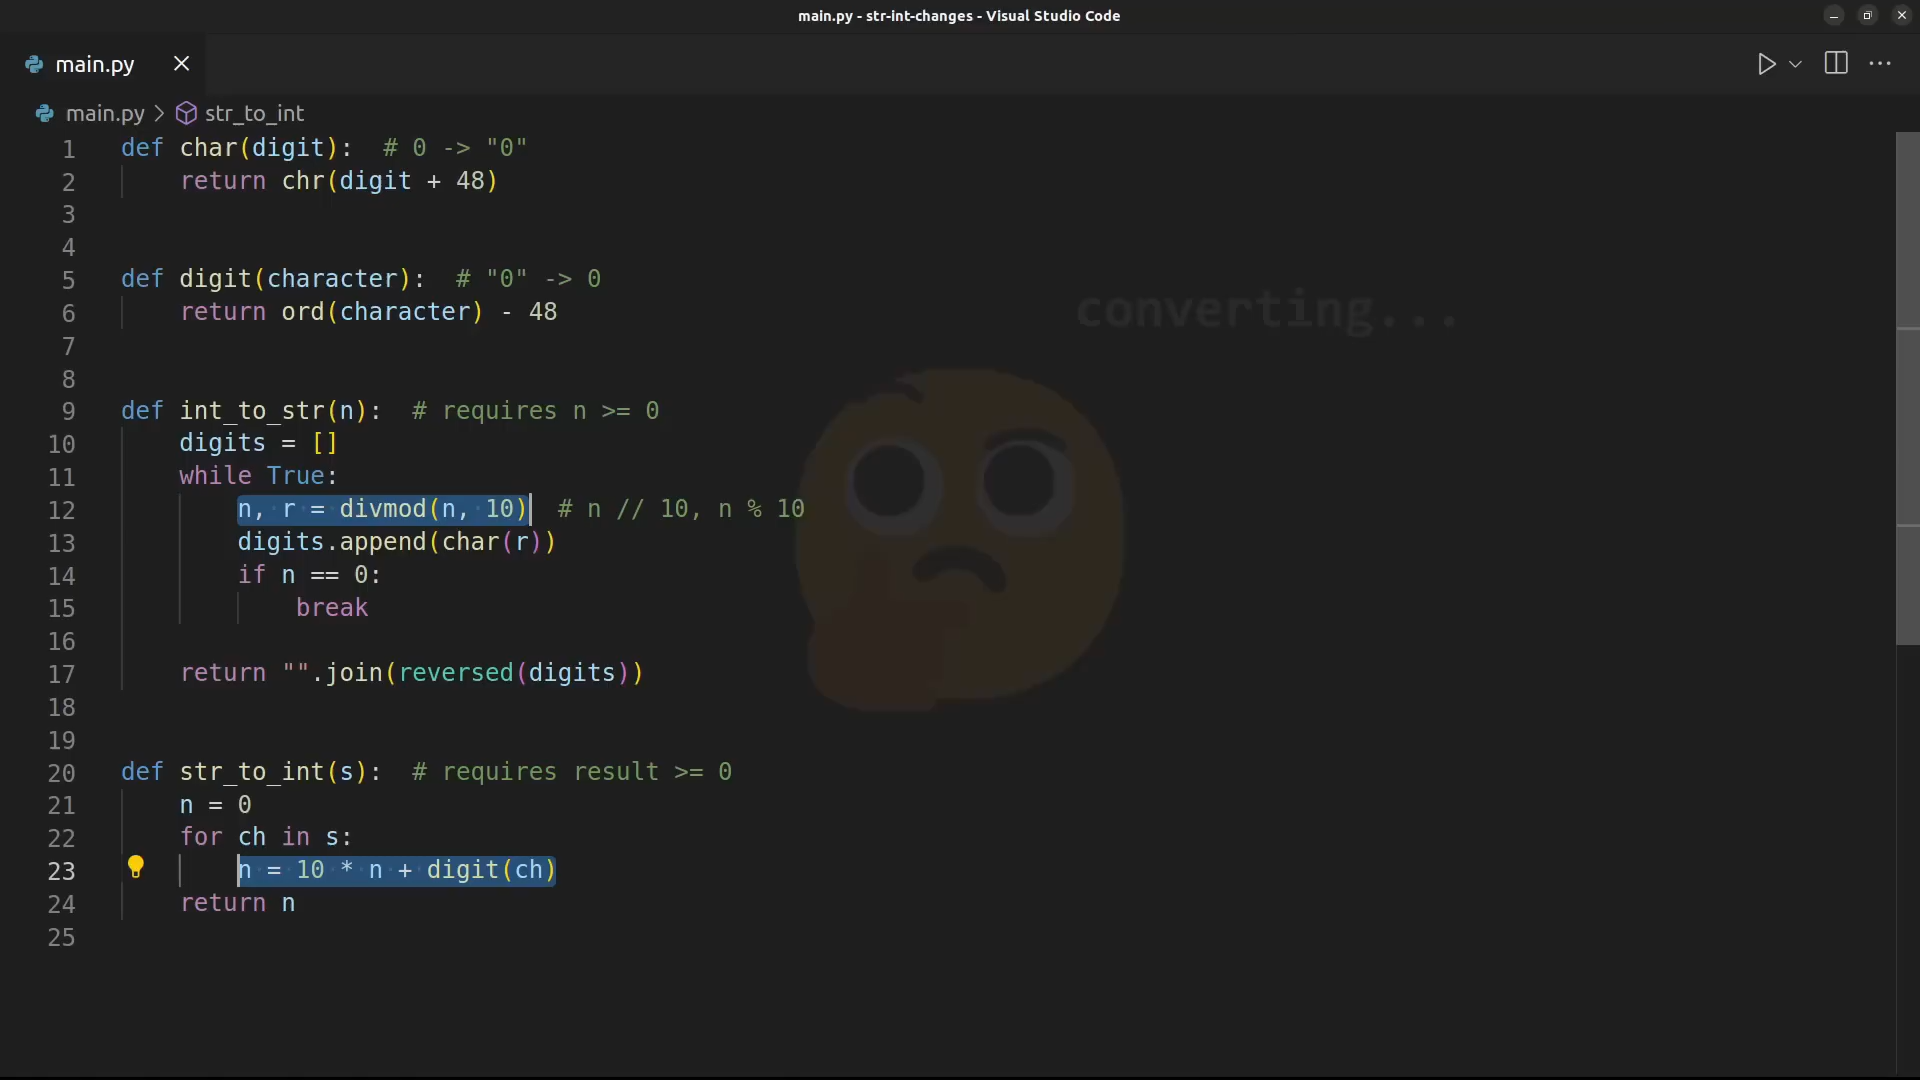 main.py - str-int-changes - Visual Studio Code
main.py
main.py > str_to_int
1 def char(digit):  # 0 -> "0"
2     return chr(digit + 48)
3
4
5 def digit(character):  # "0" -> 0
6     return ord(character) - 48
converting...
7
8
9 def int_to_str(n):  # requires n >= 0
10     digits = []
11     while True:
12         n, r = divmod(n, 10)  # n // 10, n % 10
13         digits.append(char(r))
14         if n == 0:
15             break
16
17     return "".join(reversed(digits))
18
19
20 def str_to_int(s):  # requires result >= 0
21     n = 0
22     for ch in s:
23         n = 10 * n + digit(ch)
24     return n
25